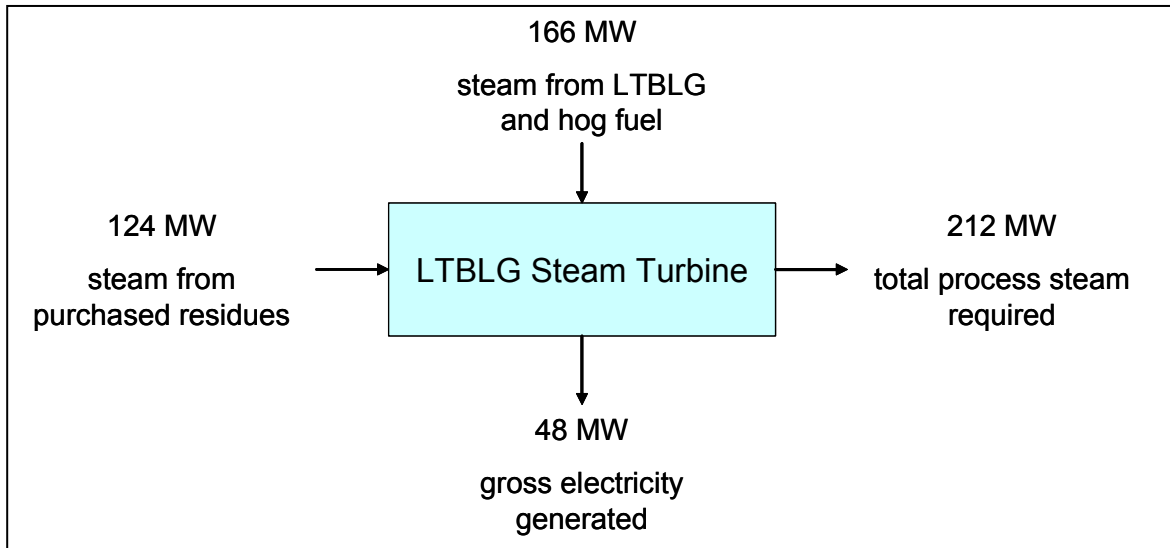 166 MW
steam from LTBLG
and hog fuel
124 MW
steam from
purchased residues
LTBLG Steam Turbine
212 MW
total process steam
required
48 MW
gross electricity
generated